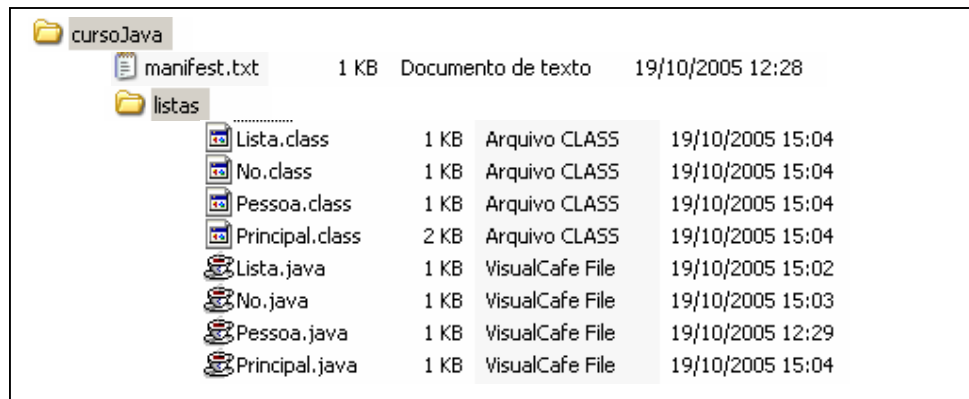 cursoJava
manifest.txt 1 KB Documento de texto 19/10/2005 12:28
listas
Lista.class 1 KB Arquivo CLASS 19/10/2005 15:04
No.class 1 KB Arquivo CLASS 19/10/2005 15:04
Pessoa.class 1 KB Arquivo CLASS 19/10/2005 15:04
Principal.class 2 KB Arquivo CLASS 19/10/2005 15:04
Lista.java 1 KB VisualCafe File 19/10/2005 15:02
No.java 1 KB VisualCafe File 19/10/2005 15:03
Pessoa.java 1 KB VisualCafe File 19/10/2005 12:29
Principal.java 1 KB VisualCafe File 19/10/2005 15:04